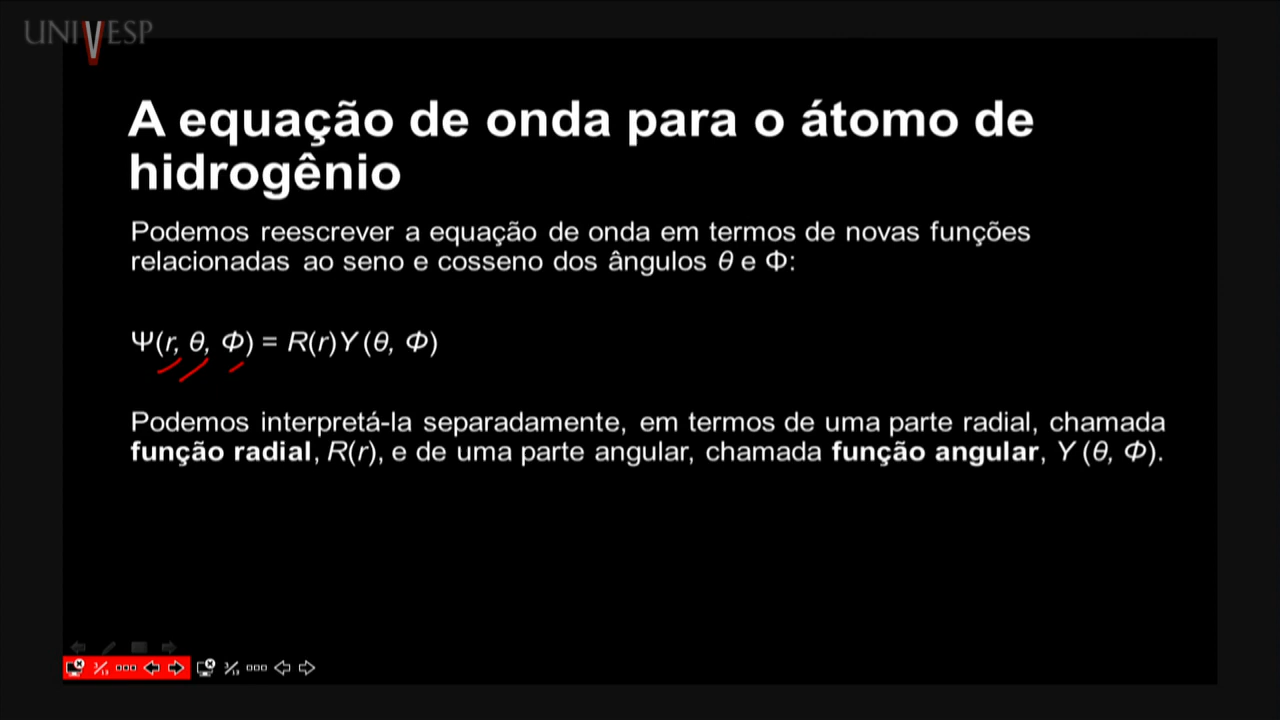 UNIVESP
A equação de onda para o átomo de
hidrogênio
Podemos reescrever a equação de onda em termos de novas funções
relacionadas ao seno e cosseno dos ângulos θ e Φ:
Ψ(r, θ, Φ) = R(r)Y (θ, Φ)
Podemos interpretá-la separadamente, em termos de uma parte radial, chamada
função radial, R(r), e de uma parte angular, chamada função angular, Y (θ, Φ).